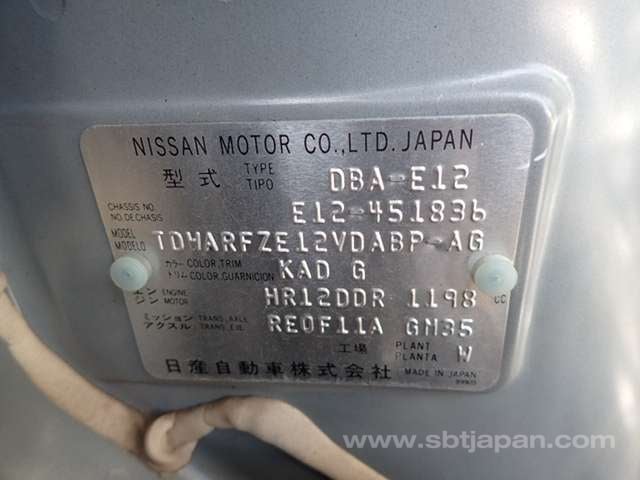 NISSAN MOTOR CO.,LTD. JAPAN
型式 TYPE TIPO DBA-E12
CHASSIS NO. NO. DE CHASIS E12-451836
MODEL MODELO TDMARFZE12VDABP-AG
カラー COLOR,TRIM トリム COLOR,GUARNICION KAD G
エンジン ENGINE MOTOR HR12DDR 1198 CC
ミッション TRANS. AXLE アクスル TRANS. EJE RE0F11A GM35
工場 PLANT PLANTA W
日産自動車株式会社 MADE IN JAPAN
www.sbtjapan.com